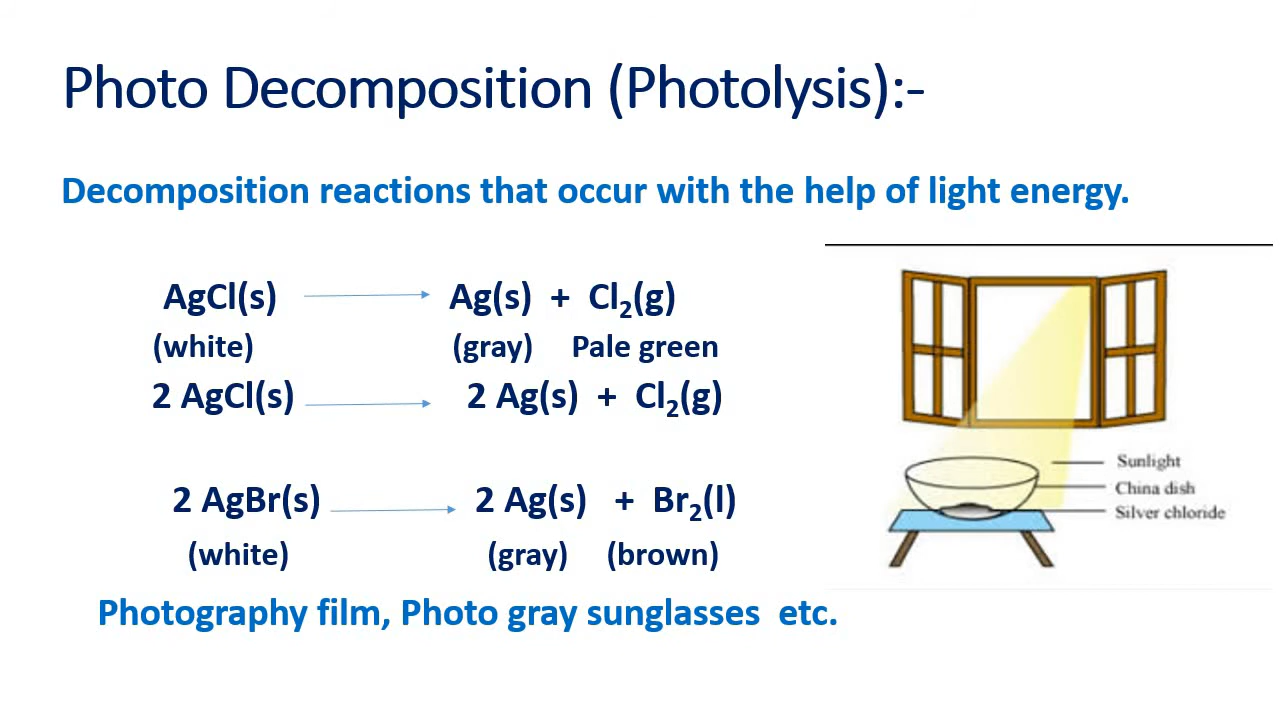 Photo Decomposition (Photolysis):-
Decomposition reactions that occur with the help of light energy.
AgCl(s) → Ag(s) + Cl₂(g)
(white) (gray) Pale green
2 AgCl(s) → 2 Ag(s) + Cl₂(g)
2 AgBr(s) → 2 Ag(s) + Br₂(l)
(white) (gray) (brown)
Photography film, Photo gray sunglasses etc.
Sunlight
China dish
Silver chloride